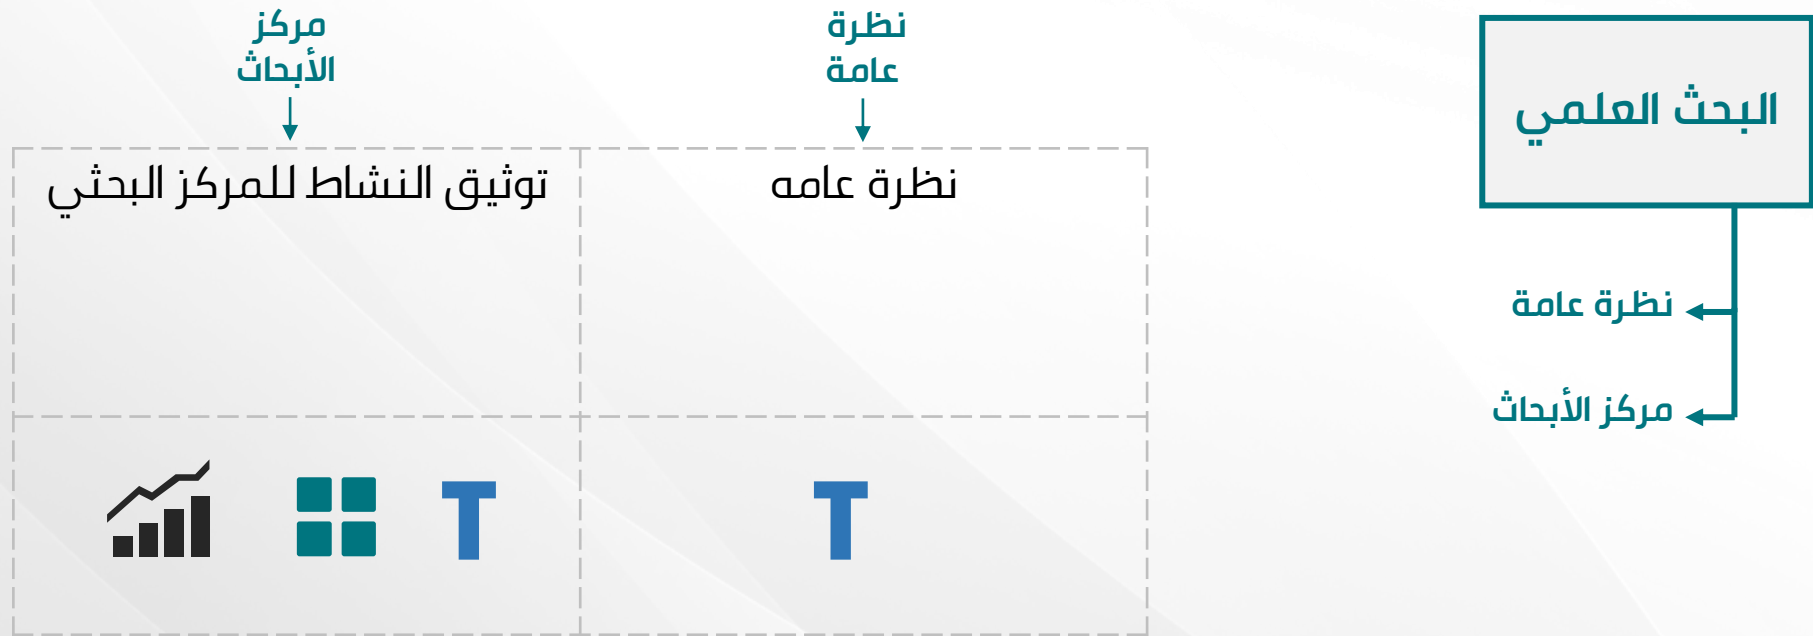 البحث العلمي
نظرة عامة
مركز الأبحاث
نظرة
عامة
مركز
الأبحاث
نظرة عامه
توثيق النشاط للمركز البحثي
T
T